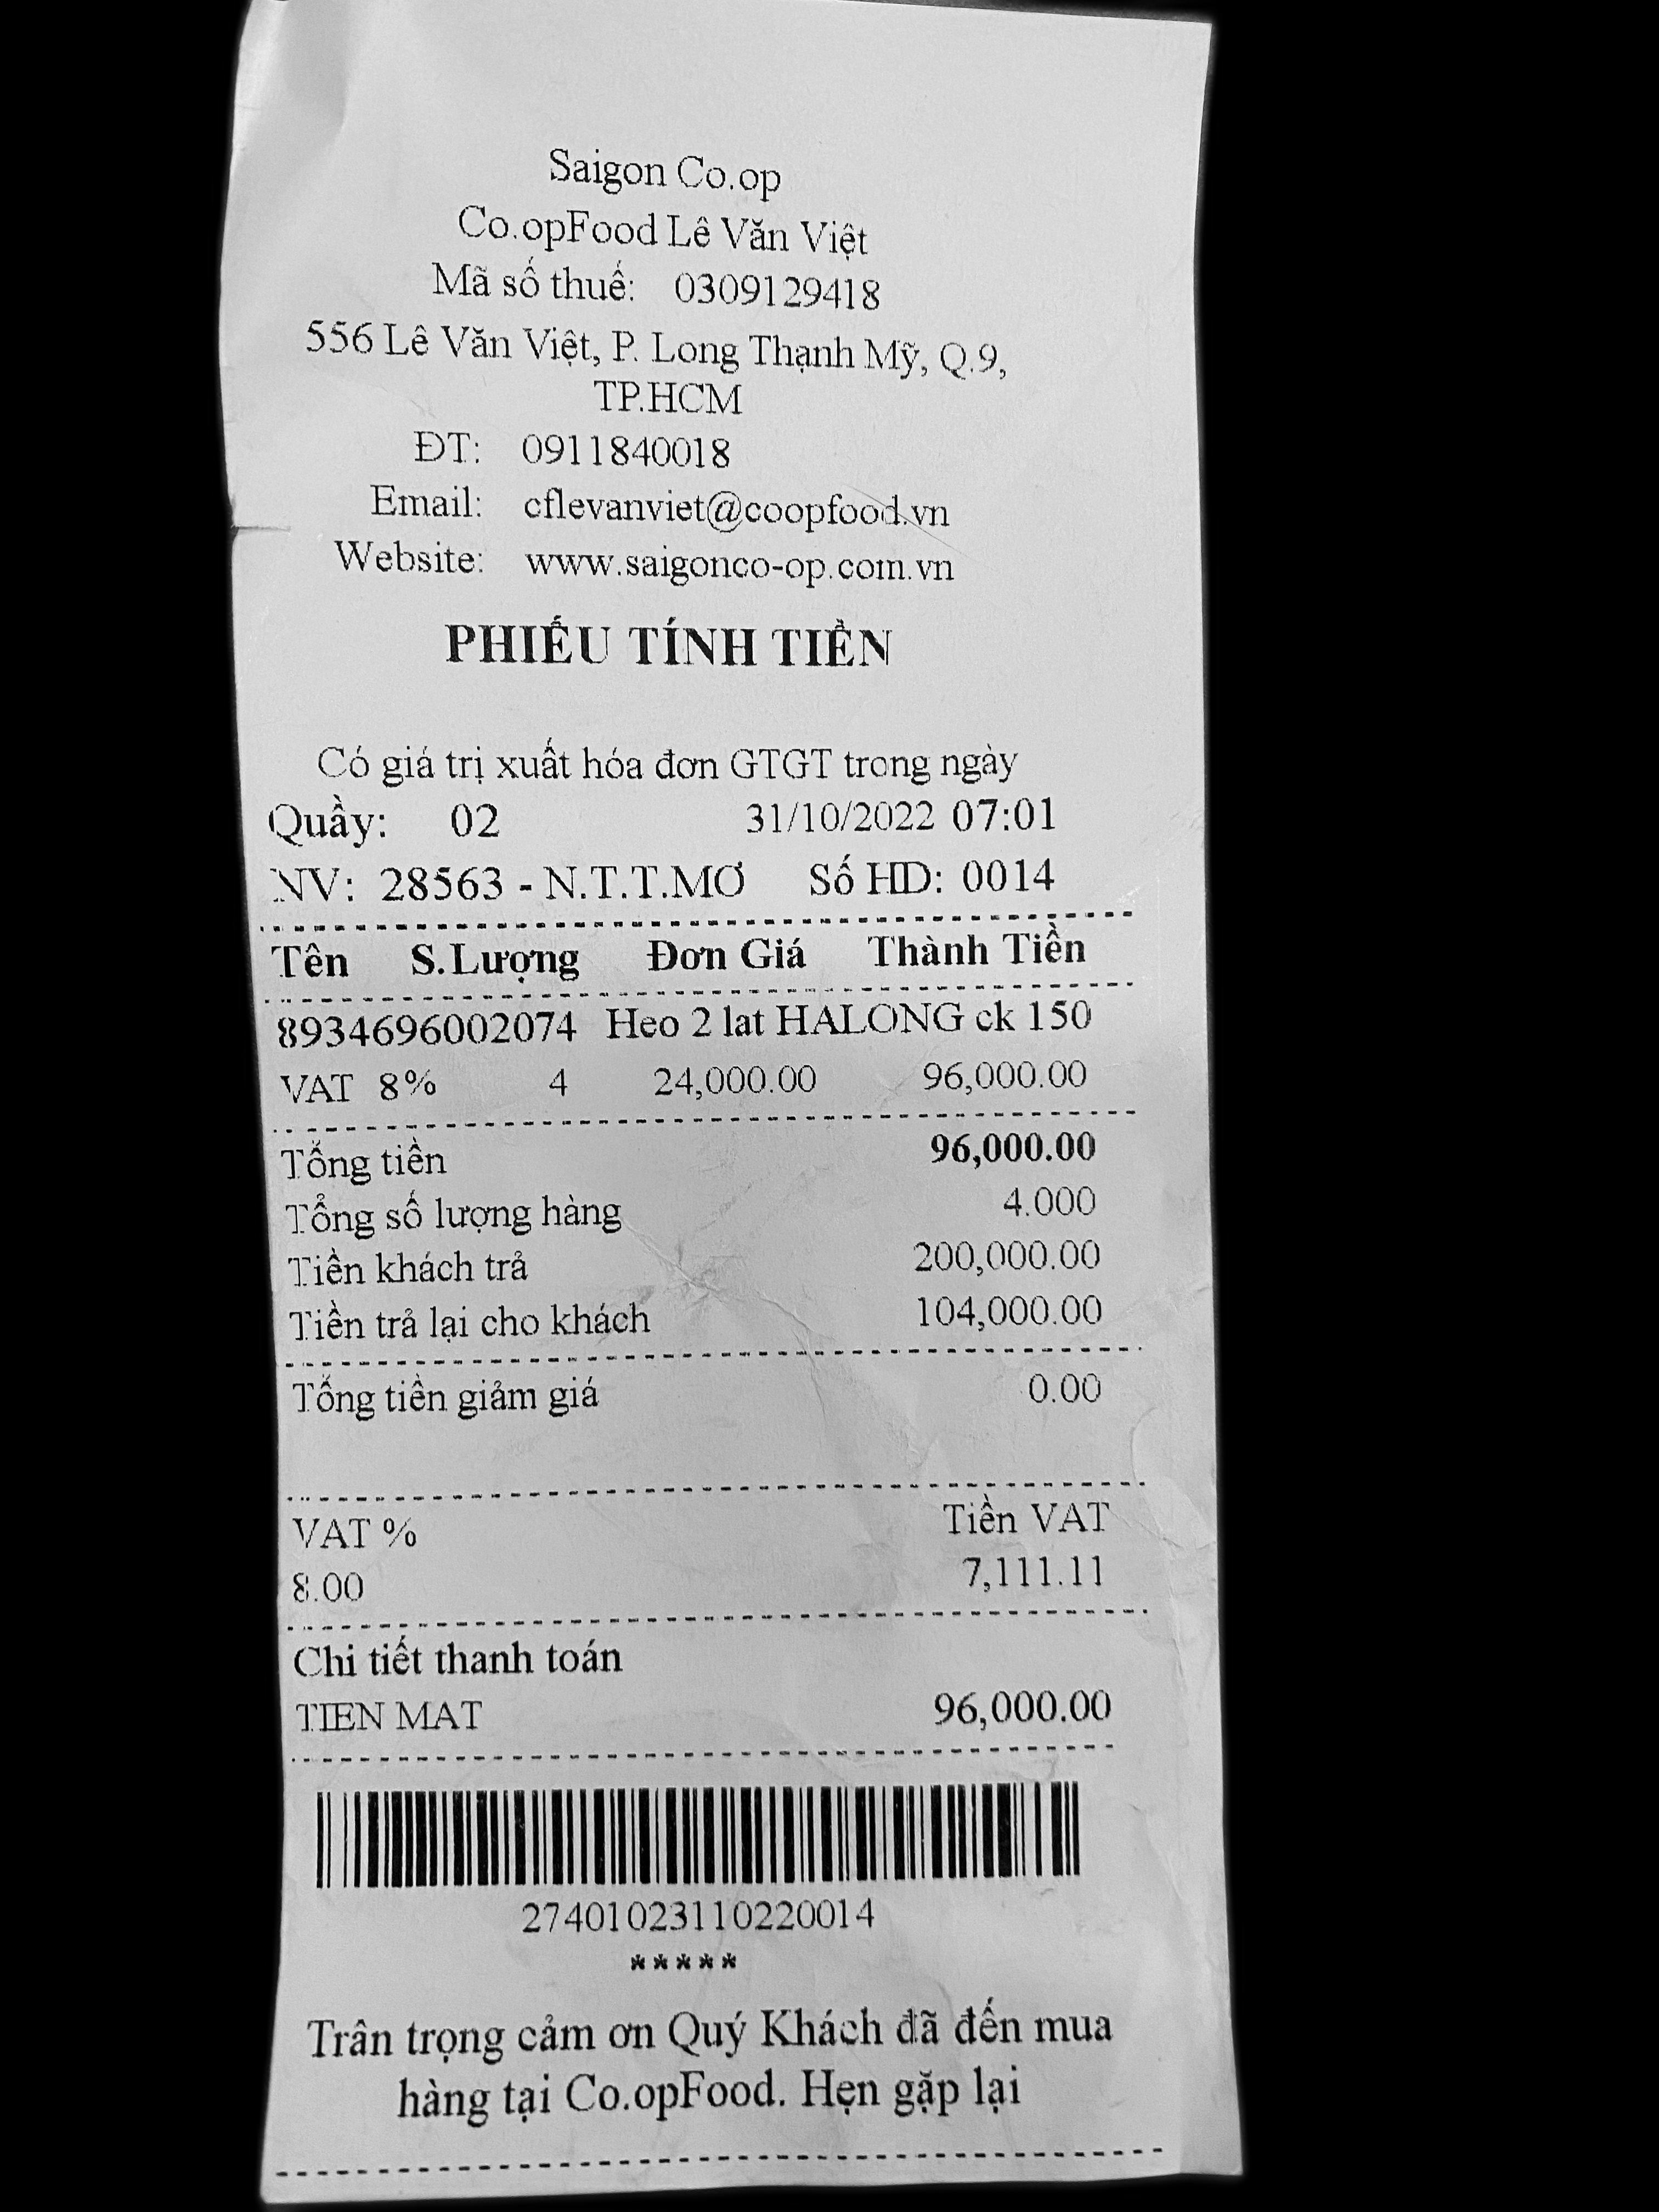 Saigon Co.op
Co.opFood Lê Văn Việt
Mã số thuế: 0309129418
556 Lê Văn Việt, P. Long Thạnh Mỹ, Q.9,
TP.HCM
ĐT: 0911840018
Email: cflevanviet@coopfood.vn
Website: www.saigonco-op.com.vn
PHIẾU TÍNH TIỀN
Có giá trị xuất hóa đơn GTGT trong ngày
Quầy: 02 31/10/2022 07:01
NV: 28563 - N.T.T.MƠ Số HD: 0014
Tên S.Lượng Đơn Giá Thành Tiền
8934696002074 Heo 2 lat HALONG ck 150
VAT 8% 4 24,000.00 96,000.00
Tổng tiền 96,000.00
Tổng số lượng hàng 4.000
Tiền khách trả 200,000.00
Tiền trả lại cho khách 104,000.00
Tổng tiền giảm giá 0.00
VAT % Tiền VAT
8.00 7,111.11
Chi tiết thanh toán
TIEN MAT 96,000.00
27401023110220014
*****
Trân trọng cảm ơn Quý Khách đã đến mua
hàng tại Co.opFood. Hẹn gặp lại